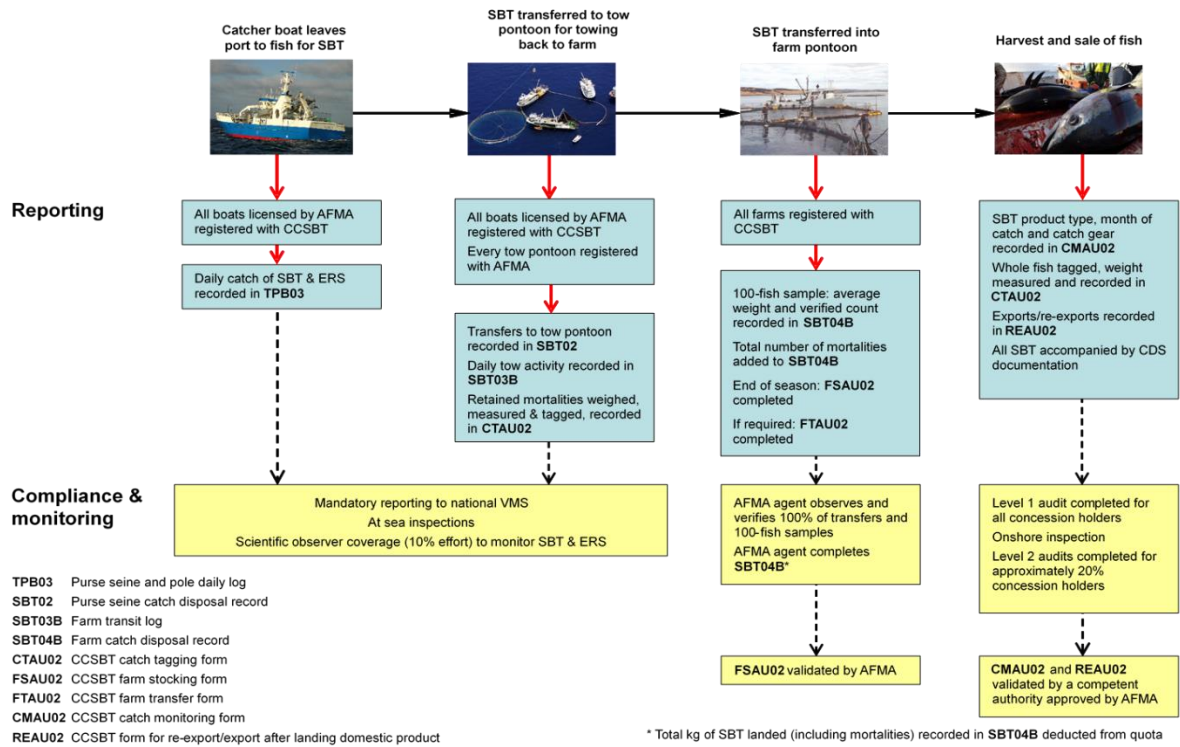 Catcher boat leaves
port to fish for SBT
SBT transferred to tow
pontoon for towing
back to farm
SBT transferred into
farm pontoon
Harvest and sale of fish
Reporting
All boats licensed by AFMA
registered with CCSBT
Daily catch of SBT & ERS
recorded in TPB03
All boats licensed by AFMA
registered with CCSBT
Every tow pontoon registered
with AFMA
Transfers to tow pontoon
recorded in SBT02
Daily tow activity recorded in
SBT03B
Retained mortalities weighed,
measured & tagged, recorded
in CTAU02
All farms registered with
CCSBT
100-fish sample: average
weight and verified count
recorded in SBT04B
Total number of mortalities
added to SBT04B
End of season: FSAU02
completed
If required: FTAU02
completed
SBT product type, month of
catch and catch gear
recorded in CMAU02
Whole fish tagged, weight
measured and recorded in
CTAU02
Exports/re-exports recorded
in REAU02
All SBT accompanied by CDS
documentation
Compliance &
monitoring
Mandatory reporting to national VMS
At sea inspections
Scientific observer coverage (10% effort) to monitor SBT & ERS
AFMA agent observes and
verifies 100% of transfers and
100-fish samples
AFMA agent completes
SBT04B*
FSAU02 validated by AFMA
Level 1 audit completed for
all concession holders
Onshore inspection
Level 2 audits completed for
approximately 20%
concession holders
CMAU02 and REAU02
validated by a competent
authority approved by AFMA
TPB03 Purse seine and pole daily log
SBT02 Purse seine catch disposal record
SBT03B Farm transit log
SBT04B Farm catch disposal record
CTAU02 CCSBT catch tagging form
FSAU02 CCSBT farm stocking form
FTAU02 CCSBT farm transfer form
CMAU02 CCSBT catch monitoring form
REAU02 CCSBT form for re-export/export after landing domestic product
* Total kg of SBT landed (including mortalities) recorded in SBT04B deducted from quota